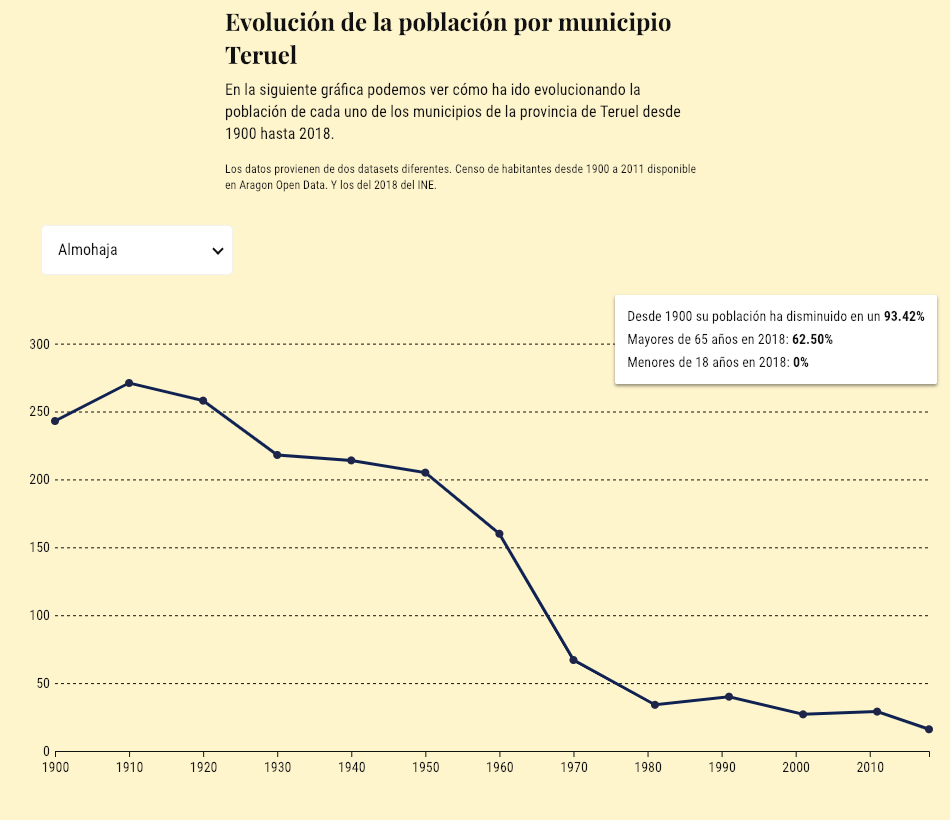 Evolución de la población por municipio
Teruel
En la siguiente gráfica podemos ver cómo ha ido evolucionando la
población de cada uno de los municipios de la provincia de Teruel desde
1900 hasta 2018.
Los datos provienen de dos datasets diferentes. Censo de habitantes desde 1900 a 2011 disponible
en Aragon Open Data. Y los del 2018 del INE.
Almohaja
Desde 1900 su población ha disminuido en un 93.42%
Mayores de 65 años en 2018: 62.50%
Menores de 18 años en 2018: 0%
300
250
200
150
100
50
0
1900 1910 1920 1930 1940 1950 1960 1970 1980 1990 2000 2010